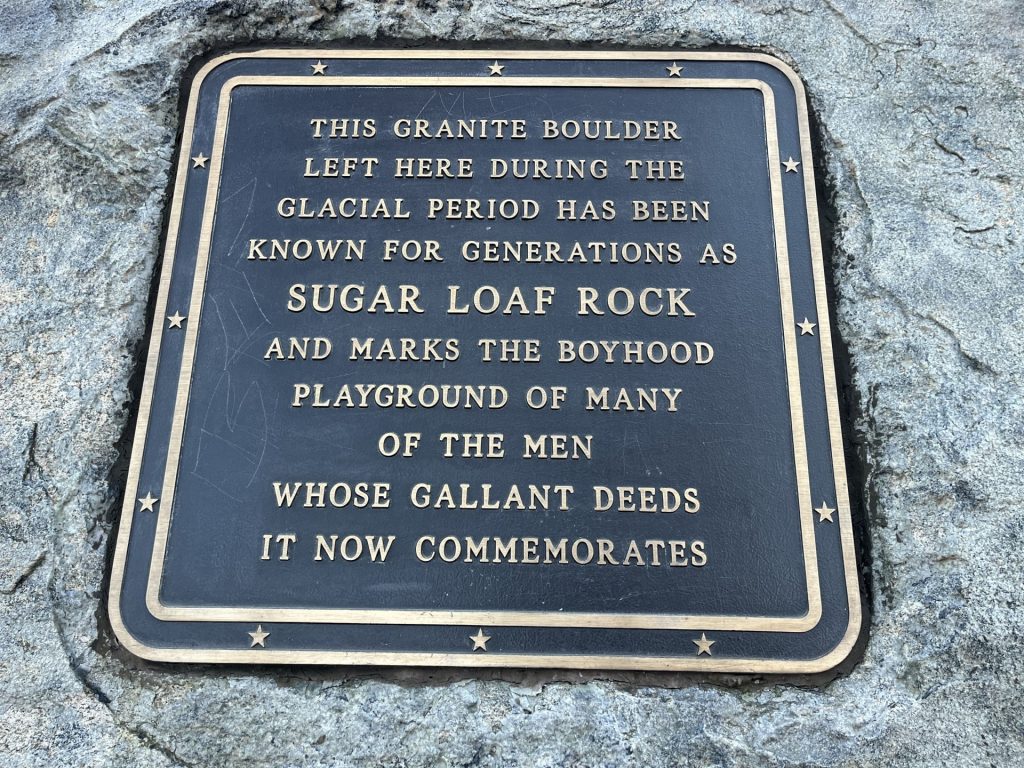 THIS GRANITE BOULDER
LEFT HERE DURING THE
GLACIAL PERIOD HAS BEEN
KNOWN FOR GENERATIONS AS
SUGAR LOAF ROCK
AND MARKS THE BOYHOOD
PLAYGROUND OF MANY
OF THE MEN
WHOSE GALLANT DEEDS
IT NOW COMMEMORATES